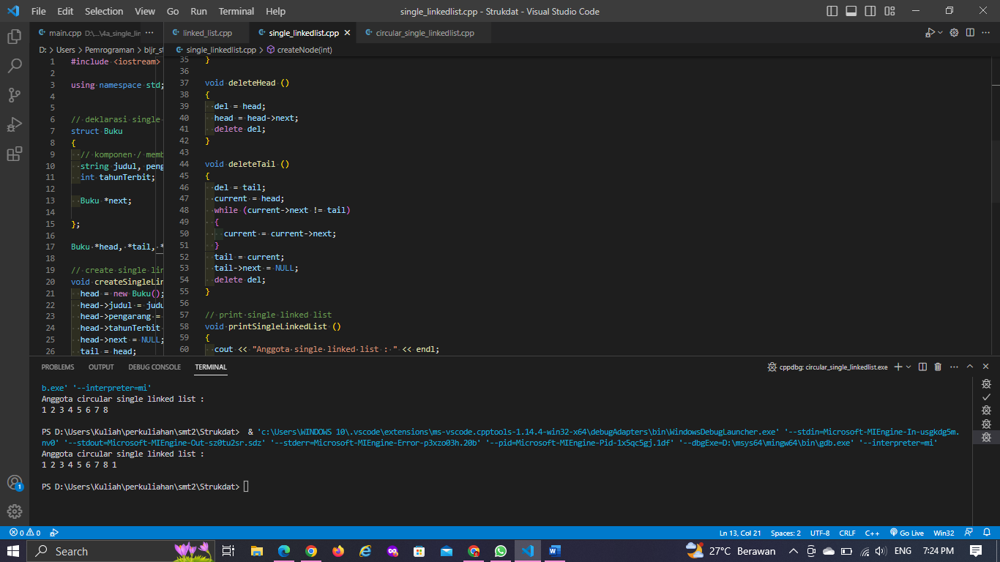 File Edit Selection View Go Run Terminal Help single_linkedlist.cpp - Strukdat - Visual Studio Code
main.cpp D:\...\4a_single_lir ··· linked_list.cpp single_linkedlist.cpp × circular_single_linkedlist.cpp ···
D: > Users > Pemrograman > bljr_st
single_linkedlist.cpp > createNode(int)
1 #include <iostream>
2
3 using namespace std;
4
5
6 // deklarasi single
7 struct Buku
8 {
9 // komponen / memb
10 string judul, peng
11 int tahunTerbit;
12
13 Buku *next;
14
15 };
16
17 Buku *head, *tail, *
18
19 // create single lin
20 void createSingleLin
21 head = new Buku();
22 head->judul = judu
23 head->pengarang =
24 head->tahunTerbit
25 head->next = NULL;
26 tail = head;
35 }
36
37 void deleteHead ()
38 {
39 del = head;
40 head = head->next;
41 delete del;
42 }
43
44 void deleteTail ()
45 {
46 del = tail;
47 current = head;
48 while (current->next != tail)
49 {
50 current = current->next;
51 }
52 tail = current;
53 tail->next = NULL;
54 delete del;
55 }
56
57 // print single linked list
58 void printSingleLinkedList ()
59 {
60 cout << "Anggota single linked list : " << endl;
PROBLEMS OUTPUT DEBUG CONSOLE TERMINAL cppdbg: circular_single_linkedlist.exe
b.exe' '--interpreter=mi'
Anggota circular single linked list :
1 2 3 4 5 6 7 8
PS D:\Users\Kuliah\perkuliahan\smt2\Strukdat> & 'c:\Users\WINDOWS 10\.vscode\extensions\ms-vscode.cpptools-1.14.4-win32-x64\debugAdapters\bin\WindowsDebugLauncher.exe' '--stdin=Microsoft-MIEngine-In-usgkdg5m.
nv0' '--stdout=Microsoft-MIEngine-Out-sz0tu2sr.sdz' '--stderr=Microsoft-MIEngine-Error-p3xzo03h.20b' '--pid=Microsoft-MIEngine-Pid-1x5qc5gj.1df' '--dbgExe=D:\msys64\mingw64\bin\gdb.exe' '--interpreter=mi'
Anggota circular single linked list :
1 2 3 4 5 6 7 8 1
PS D:\Users\Kuliah\perkuliahan\smt2\Strukdat>
1
0 0 Ln 13, Col 21 Spaces: 2 UTF-8 CRLF C++ Go Live Win32
Search 27°C Berawan ENG 7:24 PM